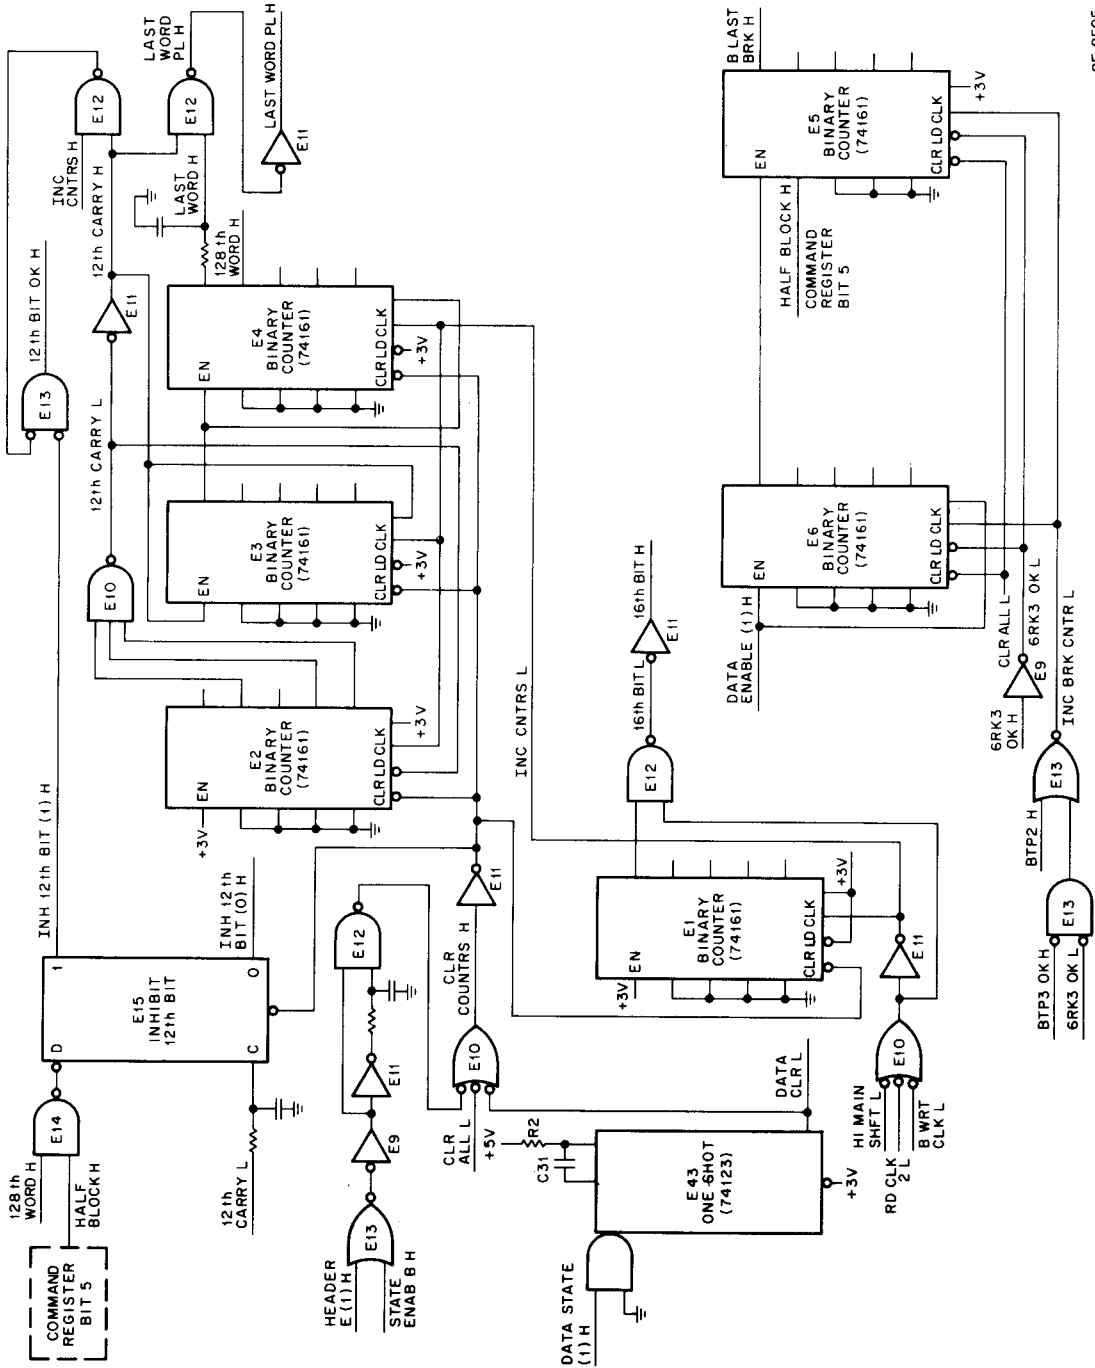 COMMAND
REGISTER
BIT 5
128th
WORD H
HALF
BLOCK H
E14
D
1
E15
INHIBIT
12th BIT
C
0
12th
CARRY L
INH 12th BIT (1) H
INH 12th
BIT (0) H
E13
12th BIT OK H
12th CARRY L
E10
E11
12th CARRY H
INC
CNTRS H
E12
LAST
WORD
PL H
LAST
WORD H
E12
LAST WORD PL H
E11
+3V
EN
E2
BINARY
COUNTER
(74161)
CLR LD CLK
+3V
EN
E3
BINARY
COUNTER
(74161)
CLR LD CLK
+3V
EN
E4
BINARY
COUNTER
(74161)
CLR LD CLK
+3V
128th
WORD H
HEADER
E (1) H
STATE
ENAB B H
E13
E9
E11
E12
CLR
COUNTRS H
E11
INC CNTRS L
CLR
ALL L
E10
+5V
R2
C31
DATA STATE
(1) H
E43
ONE SHOT
(74123)
+3V
DATA
CLR L
+3V
EN
E1
BINARY
COUNTER
(74161)
CLR LD CLK
+3V
E12
16th BIT L
E11
16th BIT H
HI MAIN
SHFT L
RD CLK
2 L
B WRT
CLK L
E10
E11
DATA
ENABLE (1) H
EN
E6
BINARY
COUNTER
(74161)
CLR LD CLK
HALF BLOCK H
COMMAND
REGISTER
BIT 5
EN
E5
BINARY
COUNTER
(74161)
CLR LD CLK
+3V
B LAST
BRK H
CLR ALL L
6RK3
OK H
E9
6RK3 OK L
BTP3 OK H
6RK3 OK L
E13
BTP2 H
E13
INC BRK CNTR L